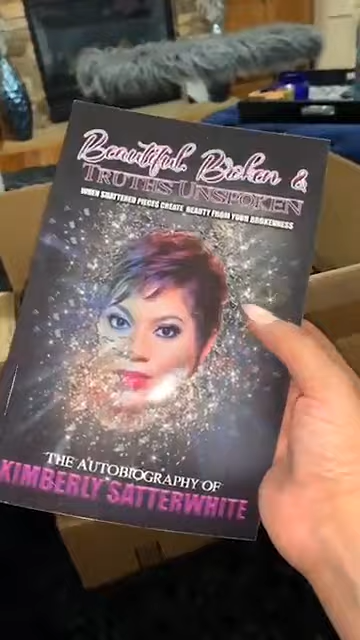 Beautiful, Broken &
TRUTHS UNSPOKEN
WHEN SHATTERED PIECES CREATE BEAUTY FROM YOUR BROKENNESS
THE AUTOBIOGRAPHY OF
KIMBERLY SATTERWHITE